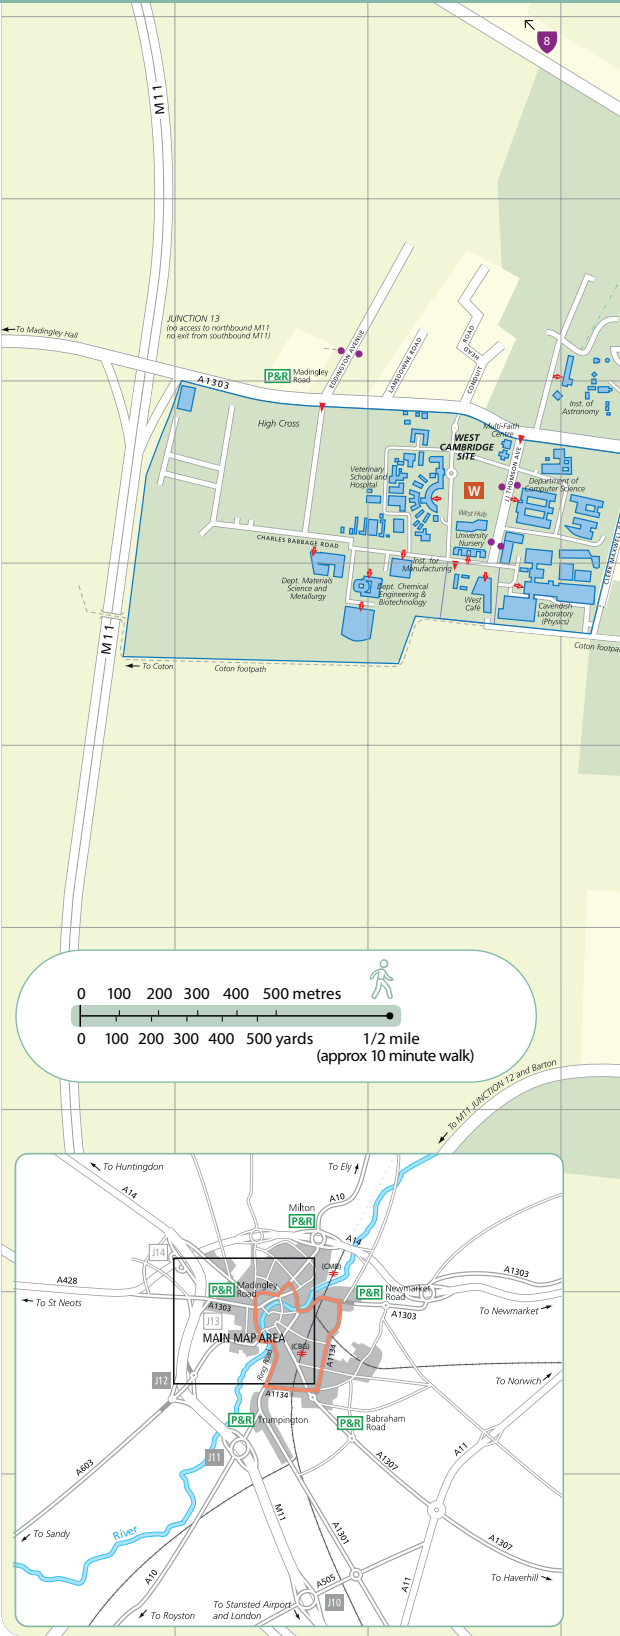 8
M11
JUNCTION 13
(no access to northbound M11
no exit from southbound M11)
To Madingley Hall
P&R
Madingley
Road
EDDINGTON AVENUE
LANSDOWNE ROAD
CONDUIT
HEAD
ROAD
A1303
High Cross
Inst. of
Astronomy
Multi-Faith
Centre
WEST
CAMBRIDGE
SITE
Veterinary
School and
Hospital
W
JJ THOMSON AVE
Department of
Computer Science
West Hub
University
Nursery
CHARLES BABBAGE ROAD
Inst. for
Manufacturing
Dept. Materials
Science and
Metallurgy
Dept. Chemical
Engineering &
Biotechnology
West
Café
Cavendish
Laboratory
(Physics)
CLERK MAXWELL
M11
To Coton
Coton footpath
Coton footpa
0 100 200 300 400 500 metres
0 100 200 300 400 500 yards
1/2 mile
(approx 10 minute walk)
To M11 JUNCTION 12 and Barton
To Huntingdon
To Ely
A14
A10
Milton
P&R
A14
J14
(CMB)
A428
P&R
Madingley
Road
P&R
Newmarket
Road
A1303
To St Neots
A1303
J13
A1303
To Newmarket
MAIN MAP AREA
(CBG)
A1134
Ring Road
J12
A1134
To Norwich
P&R
Trumpington
P&R
Babraham
Road
J11
A603
A1307
A11
M11
To Sandy
River
A1301
A1307
A10
A505
A11
To Haverhill
To Royston
To Stansted Airport
and London
J10